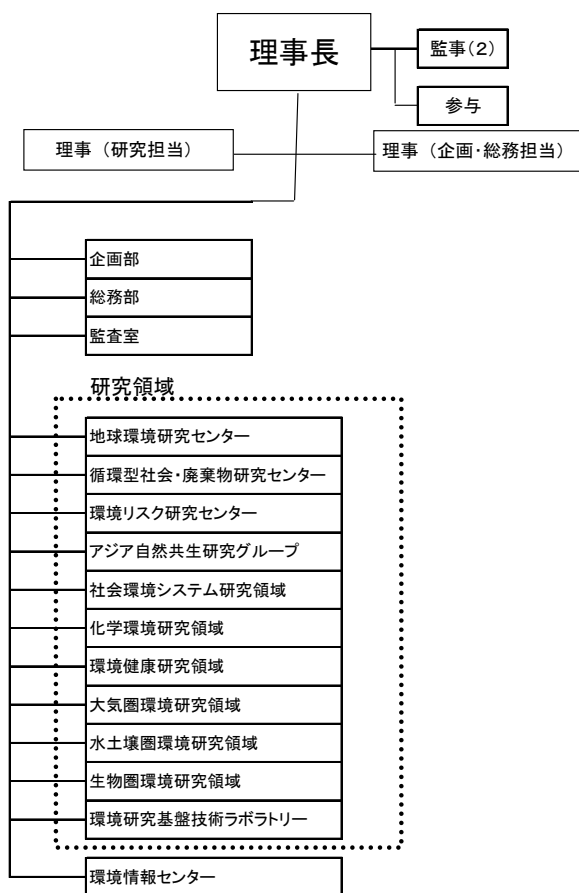 理事長
監事(2)
参与
理事（研究担当）
理事（企画・総務担当）
企画部
総務部
監査室
研究領域
地球環境研究センター
循環型社会・廃棄物研究センター
環境リスク研究センター
アジア自然共生研究グループ
社会環境システム研究領域
化学環境研究領域
環境健康研究領域
大気圏環境研究領域
水土壌圏環境研究領域
生物圏環境研究領域
環境研究基盤技術ラボラトリー
環境情報センター